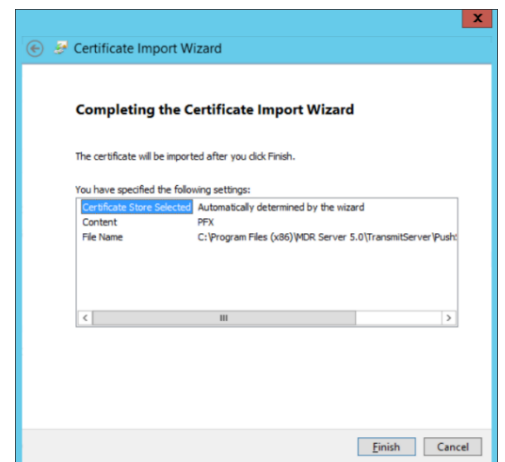 x
Certificate Import Wizard
Completing the Certificate Import Wizard
The certificate will be imported after you click Finish.
You have specified the following settings:
Certificate Store Selected Automatically determined by the wizard
Content PFX
File Name C:\Program Files (x86)\MDR Server 5.0\TransmitServer\Push
Finish Cancel